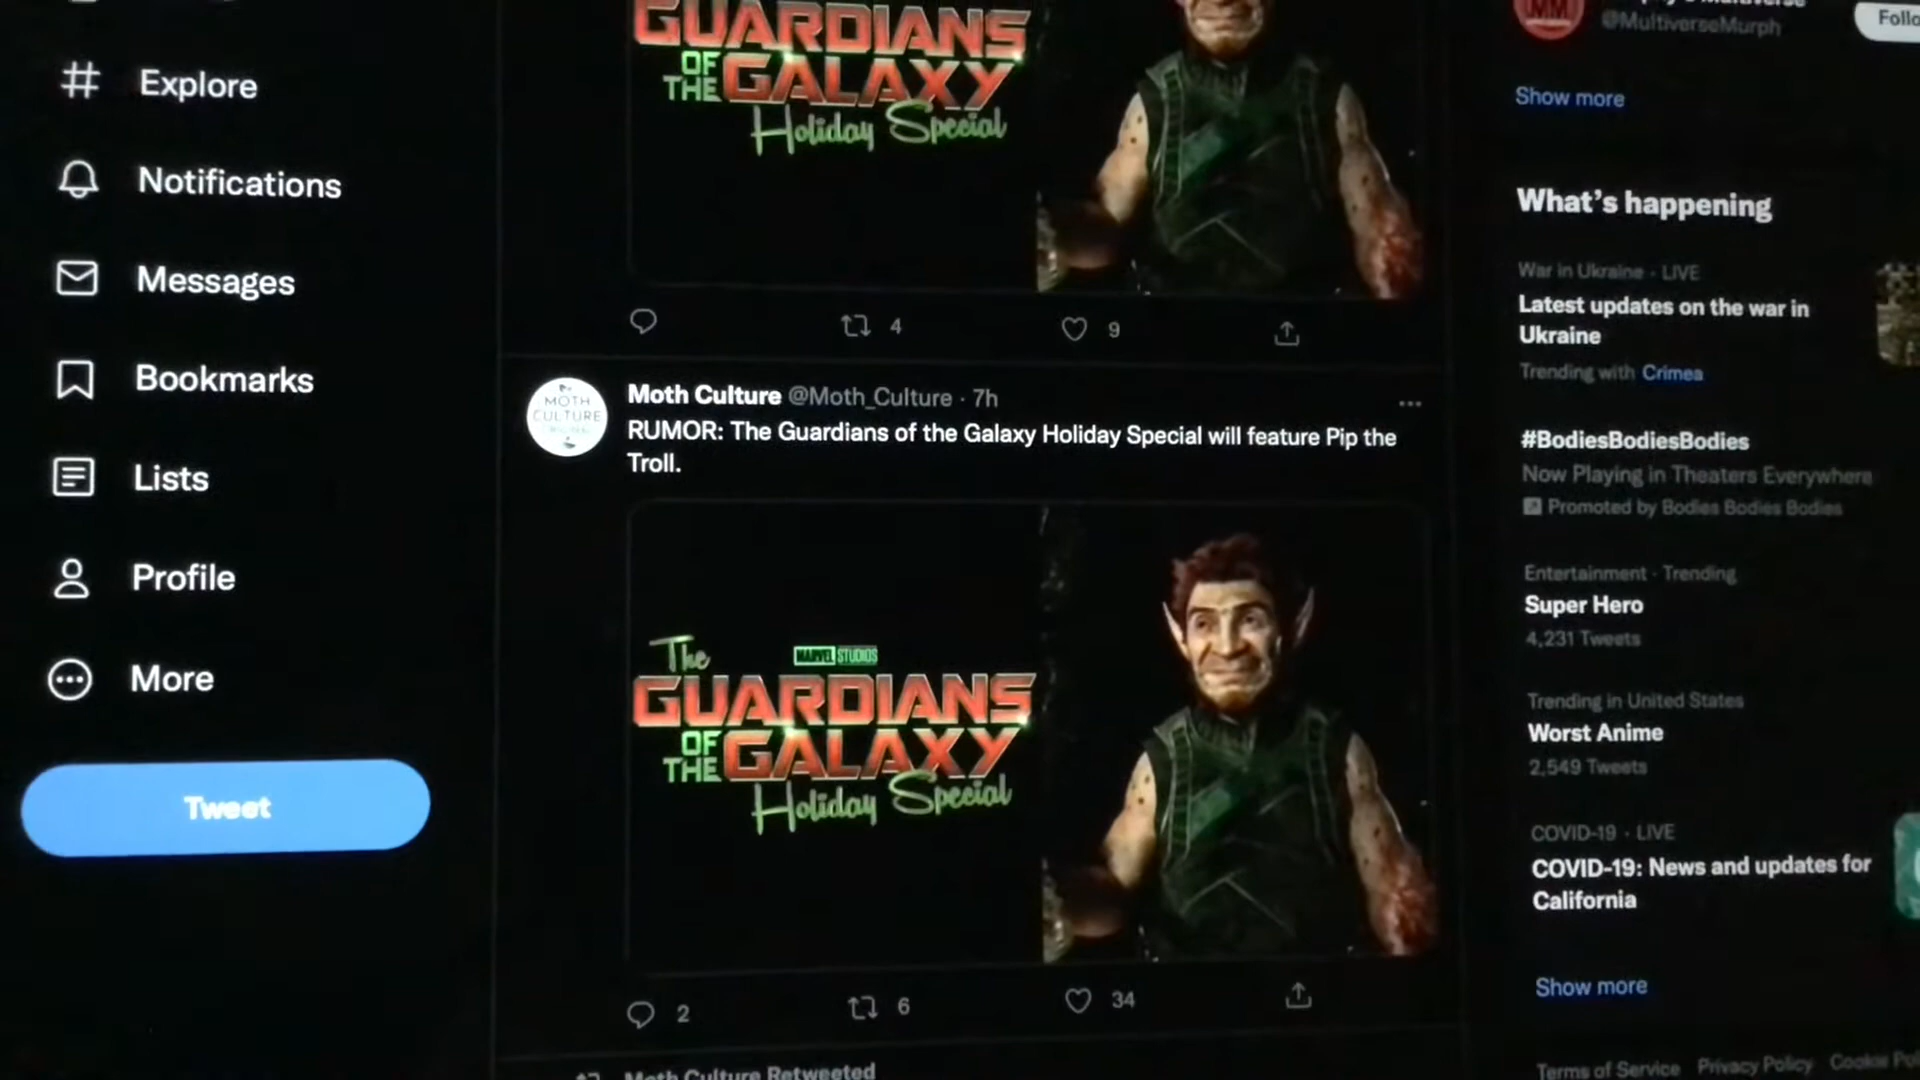 Explore
Notifications
Messages
Bookmarks
Lists
Profile
More
Tweet
GUARDIANS
OF
THE GALAXY
Holiday Special
4
9
MOTH
CULTURE
Moth Culture @Moth_Culture · 7h
RUMOR: The Guardians of the Galaxy Holiday Special will feature Pip the
Troll.
The
MARVEL STUDIOS
GUARDIANS
OF
THE GALAXY
Holiday Special
2
6
34
Moth Culture Retweeted
MM
@MultiverseMurph
Show more
What's happening
War in Ukraine · LIVE
Latest updates on the war in
Ukraine
Trending with Crimea
#BodiesBodiesBodies
Now Playing in Theaters Everywhere
Promoted by Bodies Bodies Bodies
Entertainment · Trending
Super Hero
4,231 Tweets
Trending in United States
Worst Anime
2,549 Tweets
COVID-19 · LIVE
COVID-19: News and updates for
California
Show more
Terms of Service Privacy Policy Cookie